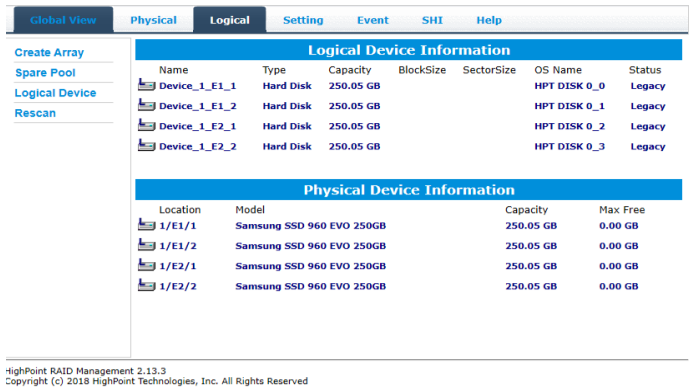 Global View Physical Logical Setting Event SHI Help
Create Array
Spare Pool
Logical Device
Rescan
Logical Device Information
Name Type Capacity BlockSize SectorSize OS Name Status
Device_1_E1_1 Hard Disk 250.05 GB HPT DISK 0_0 Legacy
Device_1_E1_2 Hard Disk 250.05 GB HPT DISK 0_1 Legacy
Device_1_E2_1 Hard Disk 250.05 GB HPT DISK 0_2 Legacy
Device_1_E2_2 Hard Disk 250.05 GB HPT DISK 0_3 Legacy
Physical Device Information
Location Model Capacity Max Free
1/E1/1 Samsung SSD 960 EVO 250GB 250.05 GB 0.00 GB
1/E1/2 Samsung SSD 960 EVO 250GB 250.05 GB 0.00 GB
1/E2/1 Samsung SSD 960 EVO 250GB 250.05 GB 0.00 GB
1/E2/2 Samsung SSD 960 EVO 250GB 250.05 GB 0.00 GB
HighPoint RAID Management 2.13.3
Copyright (c) 2018 HighPoint Technologies, Inc. All Rights Reserved